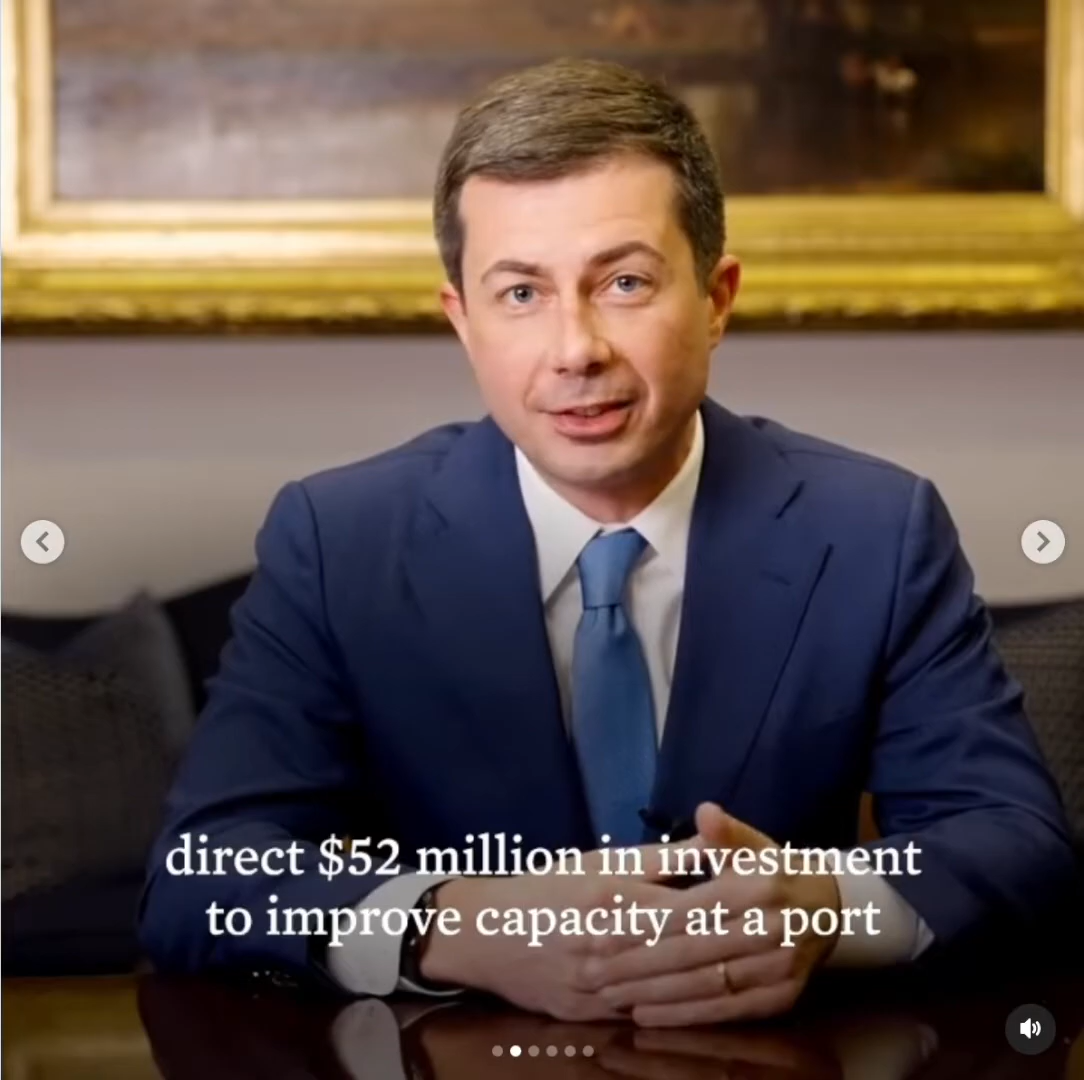 direct $52 million in investment
to improve capacity at a port